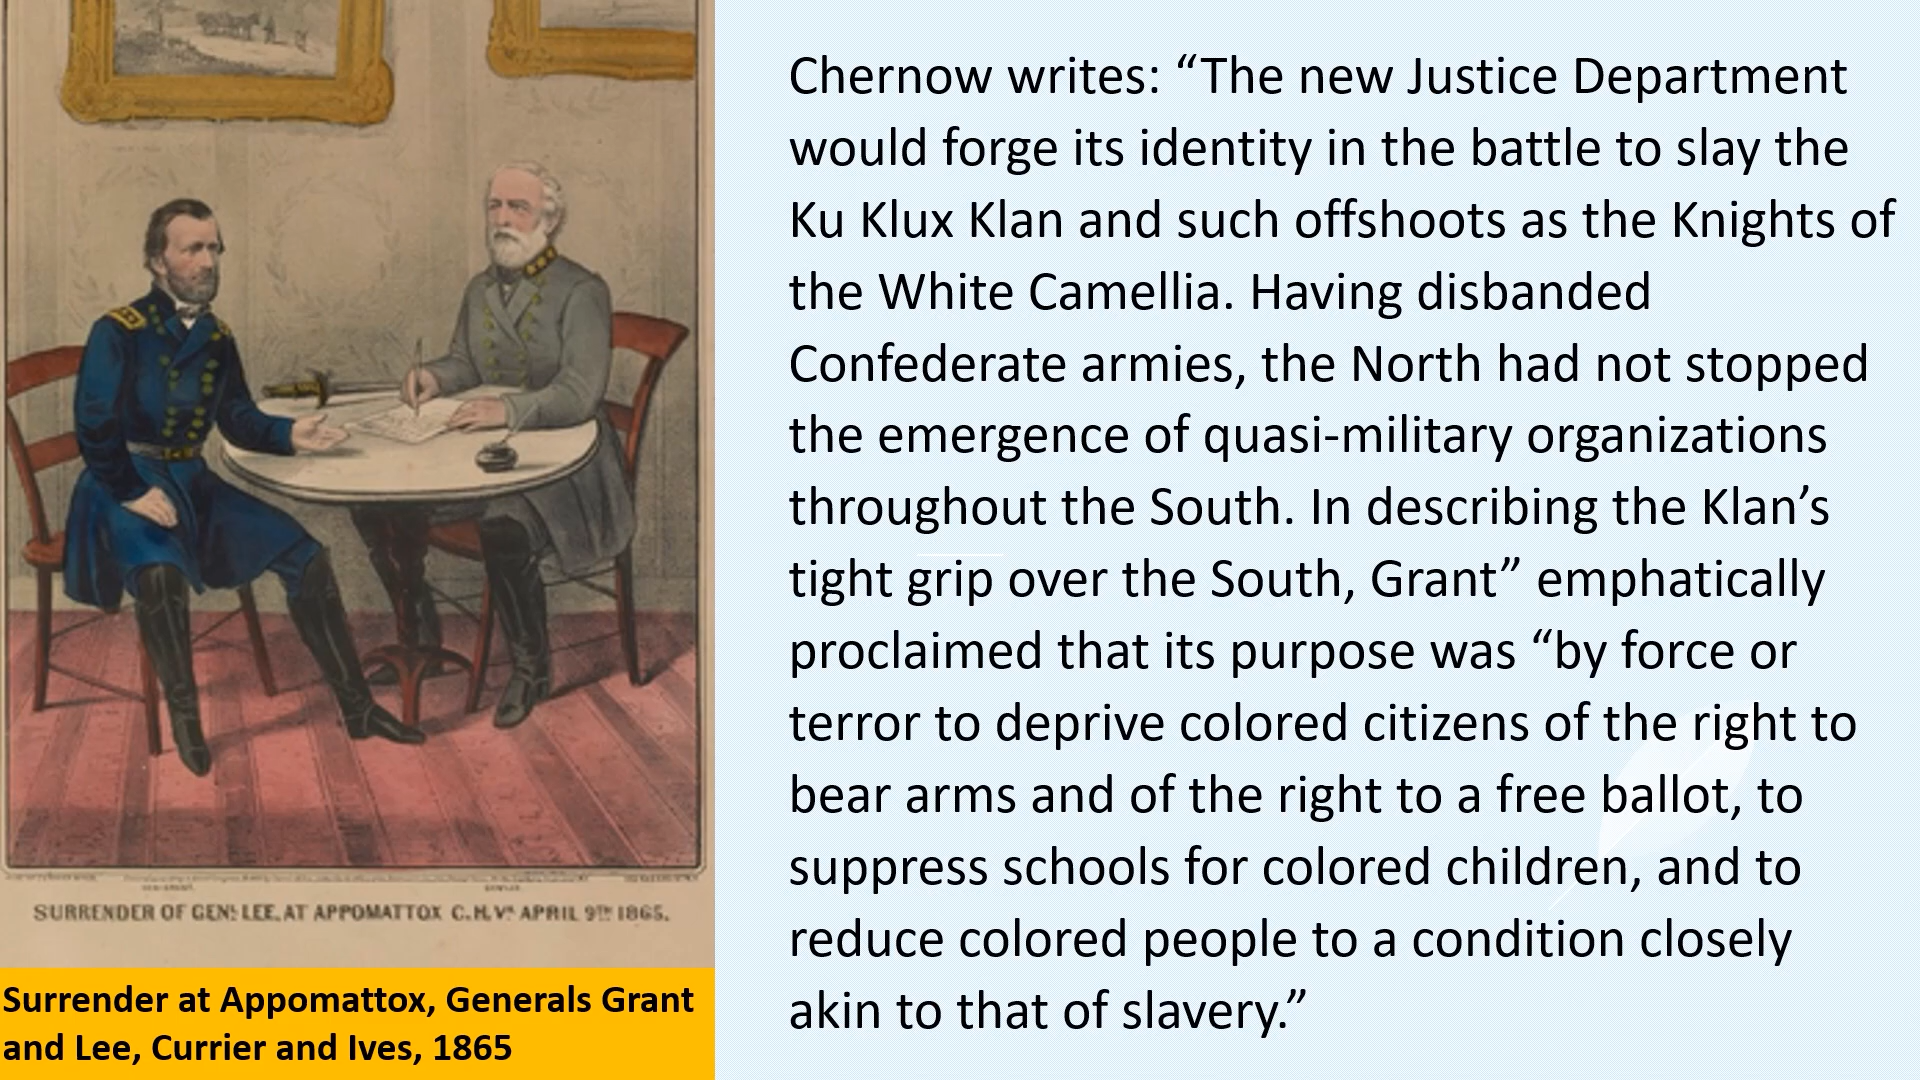 SURRENDER OF GENL LEE, AT APPOMATTOX C.H. VA APRIL 9TH 1865.
Surrender at Appomattox, Generals Grant
and Lee, Currier and Ives, 1865
Chernow writes: “The new Justice Department
would forge its identity in the battle to slay the
Ku Klux Klan and such offshoots as the Knights of
the White Camellia. Having disbanded
Confederate armies, the North had not stopped
the emergence of quasi-military organizations
throughout the South. In describing the Klan’s
tight grip over the South, Grant” emphatically
proclaimed that its purpose was “by force or
terror to deprive colored citizens of the right to
bear arms and of the right to a free ballot, to
suppress schools for colored children, and to
reduce colored people to a condition closely
akin to that of slavery.”